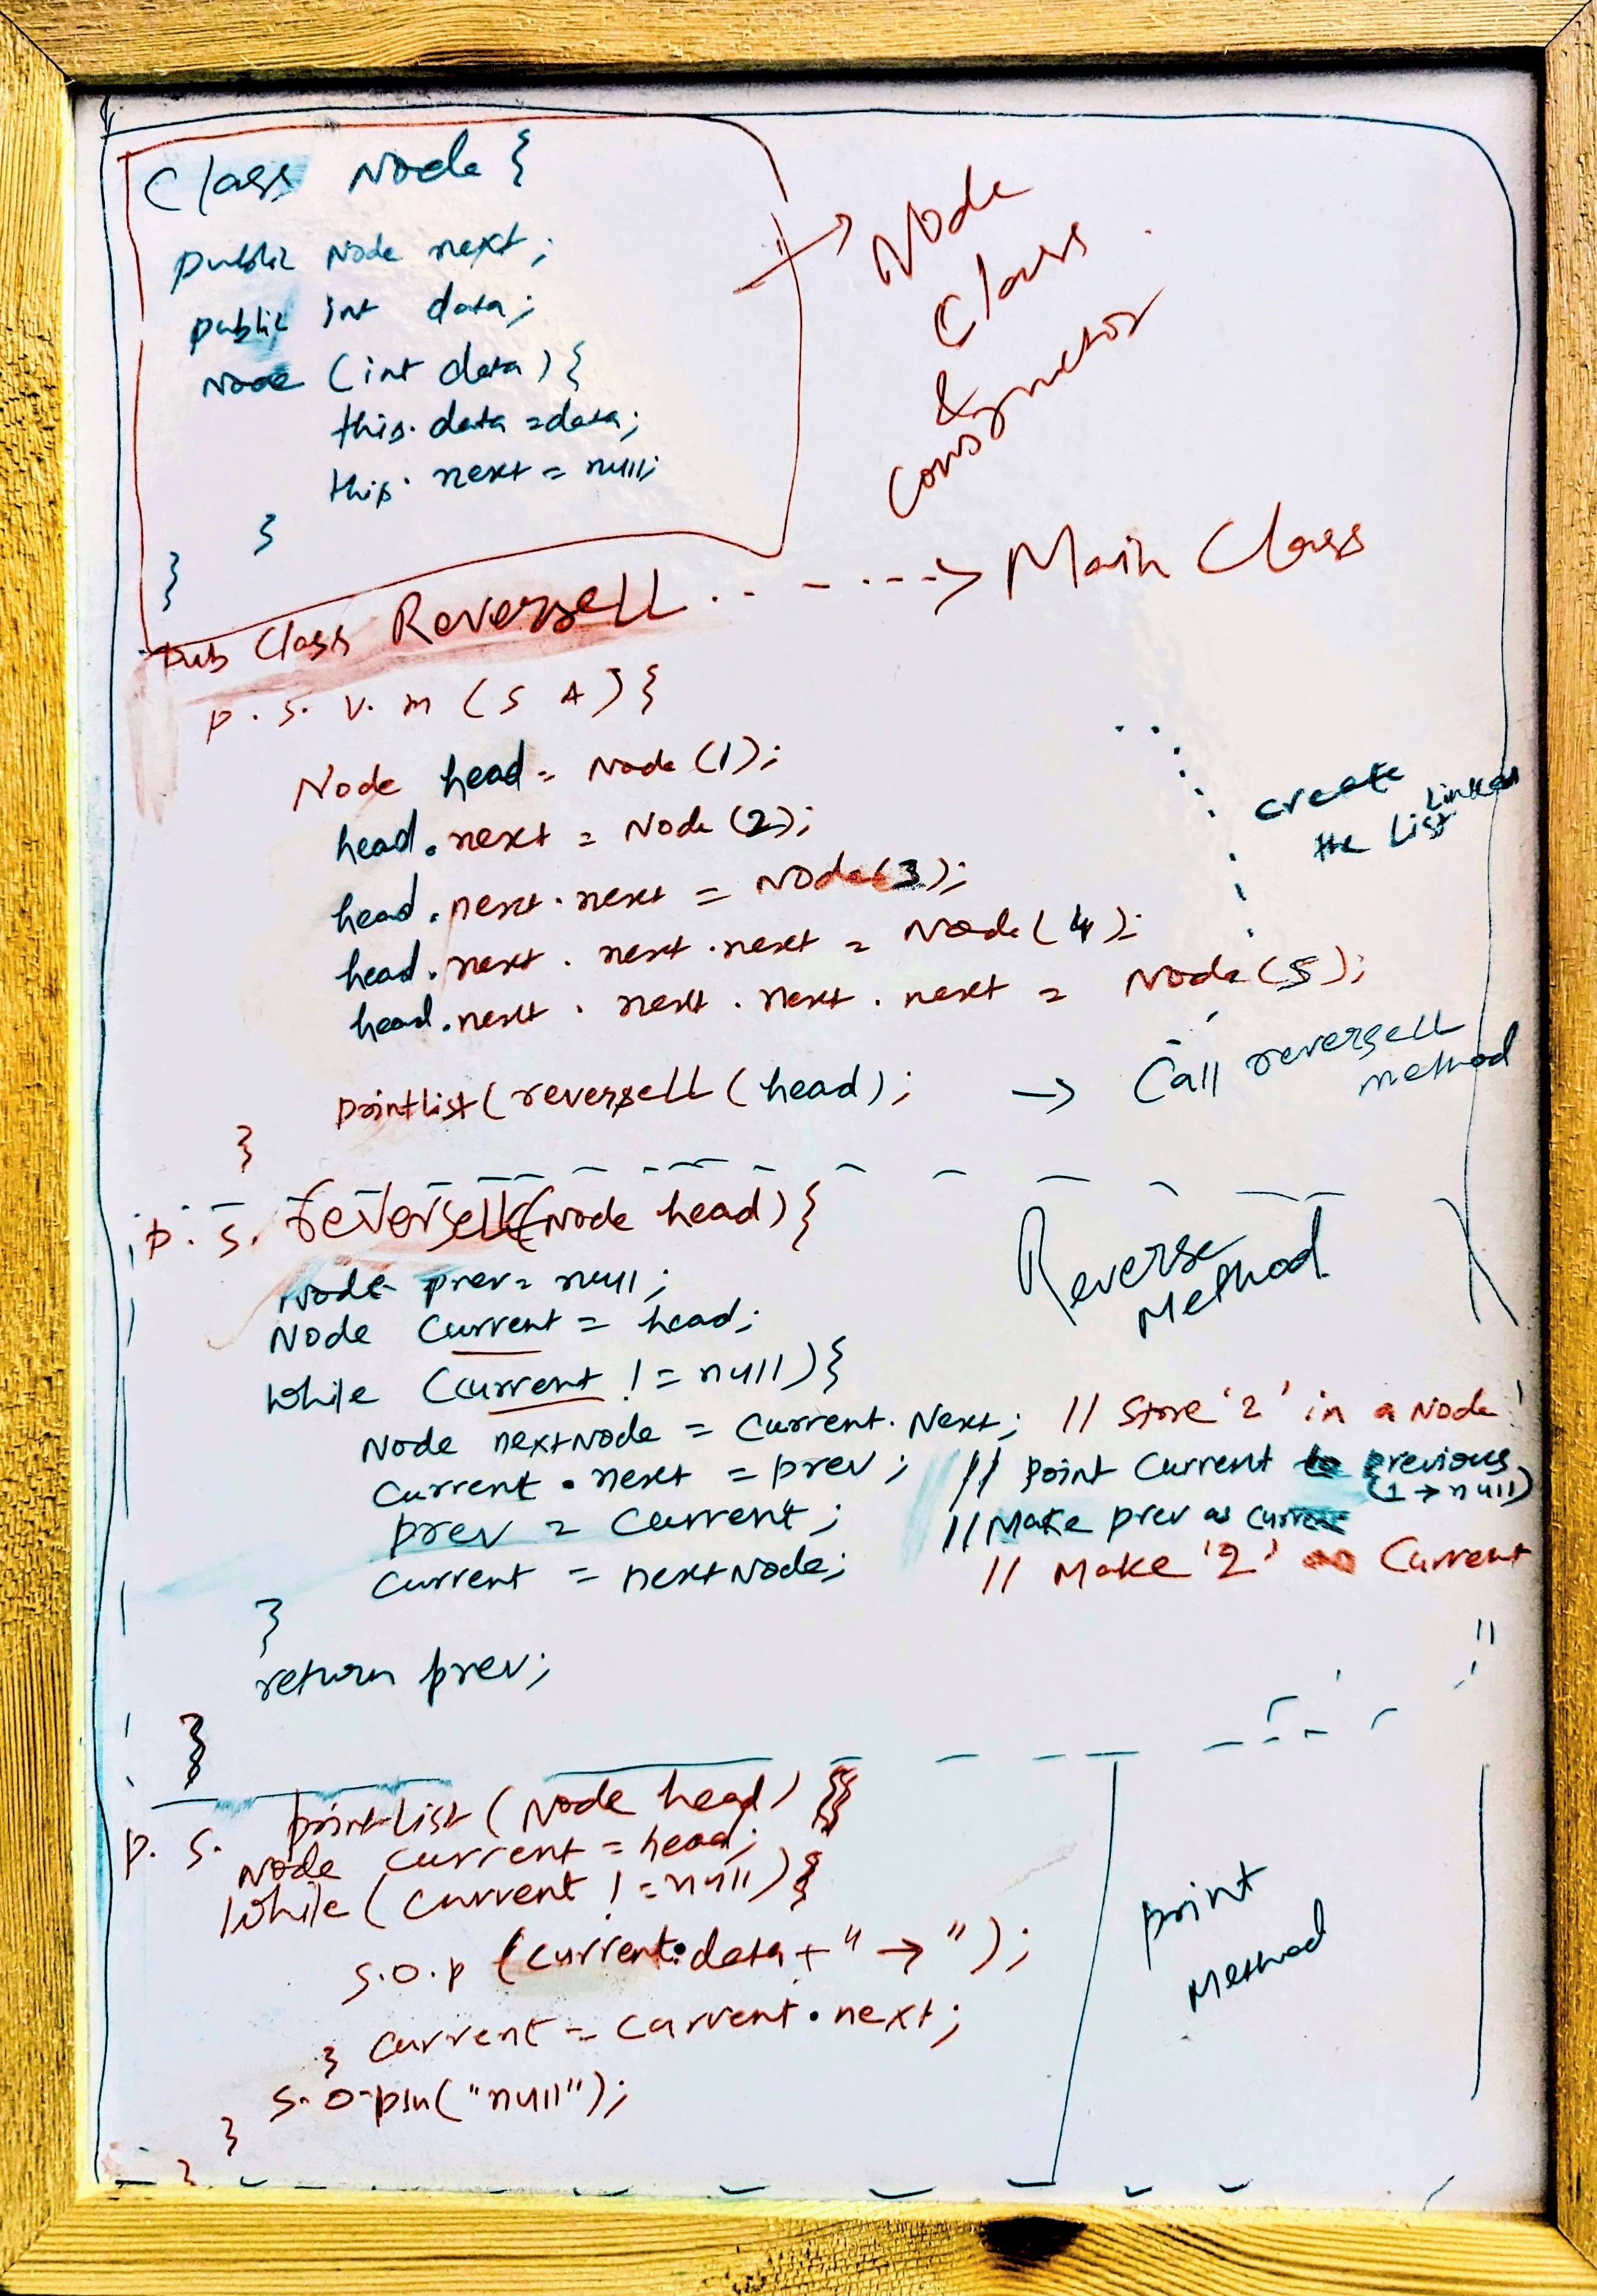 Class Node {
public Node next;
public int data;
Node (int data) {
this.data = data;
this.next = null;
}
}
Node
Class
&
Constructor
Pub Class ReverseLL
Main Class
P.S.V.m (S A) {
Node head = Node (1);
head.next = Node (2);
head.next.next = Node (3);
head.next.next.next = Node (4);
head.next.next.next.next = Node (5);
create
the Linked
List
printList (reverseLL (head);
→ Call reverseLL
method
}
P.S. reverseLL (Node head) {
Reverse
Method
Node prev = null;
Node Current = head;
while (current != null) {
Node nextNode = Current.Next; // Store '2' in a Node
Current.next = prev; // point Current to previous
(1 → null)
prev = Current; // Make prev as current
Current = nextNode; // Make '2' as Current
}
return prev;
}
P.S. printList (Node head) {
Node current = head;
while (current != null) {
S.O.P (current.data + " → ");
current = current.next;
}
S.O.pln ("null");
}
}
print
Method